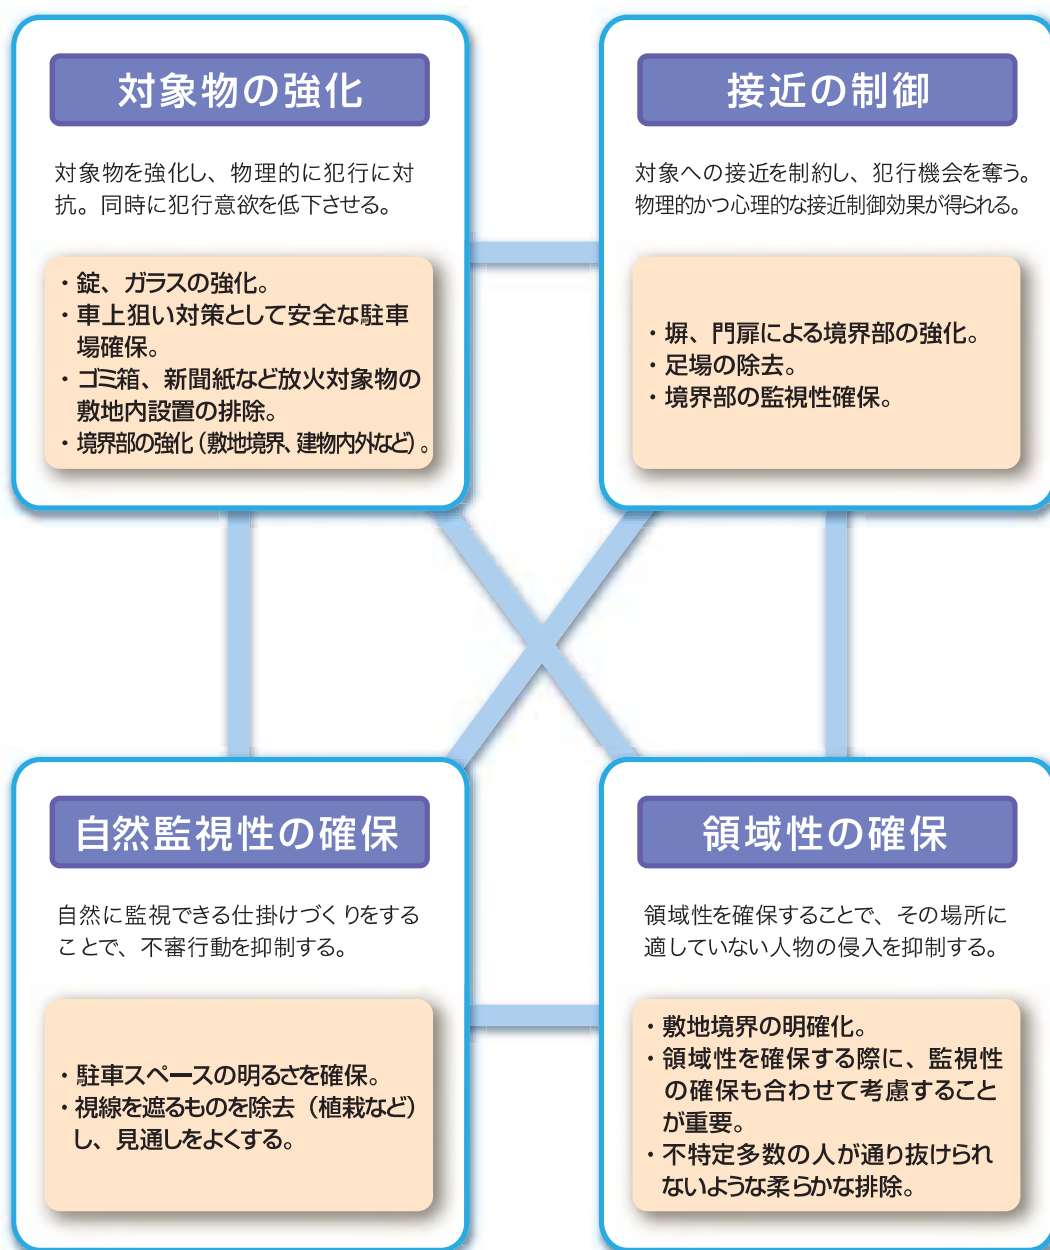 対象物の強化
対象物を強化し、物理的に犯行に対
抗。同時に犯行意欲を低下させる。
・錠、ガラスの強化。
・車上狙い対策として安全な駐車
場確保。
・ゴミ箱、新聞紙など放火対象物の
敷地内設置の排除。
・境界部の強化（敷地境界、建物内外など）。
接近の制御
対象への接近を制約し、犯行機会を奪う。
物理的かつ心理的な接近制御効果が得られる。
・塀、門扉による境界部の強化。
・足場の除去。
・境界部の監視性確保。
自然監視性の確保
自然に監視できる仕掛けづくりをする
ことで、不審行動を抑制する。
・駐車スペースの明るさを確保。
・視線を遮るものを除去（植栽など）
し、見通しをよくする。
領域性の確保
領域性を確保することで、その場所に
適していない人物の侵入を抑制する。
・敷地境界の明確化。
・領域性を確保する際に、監視性
の確保も合わせて考慮すること
が重要。
・不特定多数の人が通り抜けられ
ないような柔らかな排除。